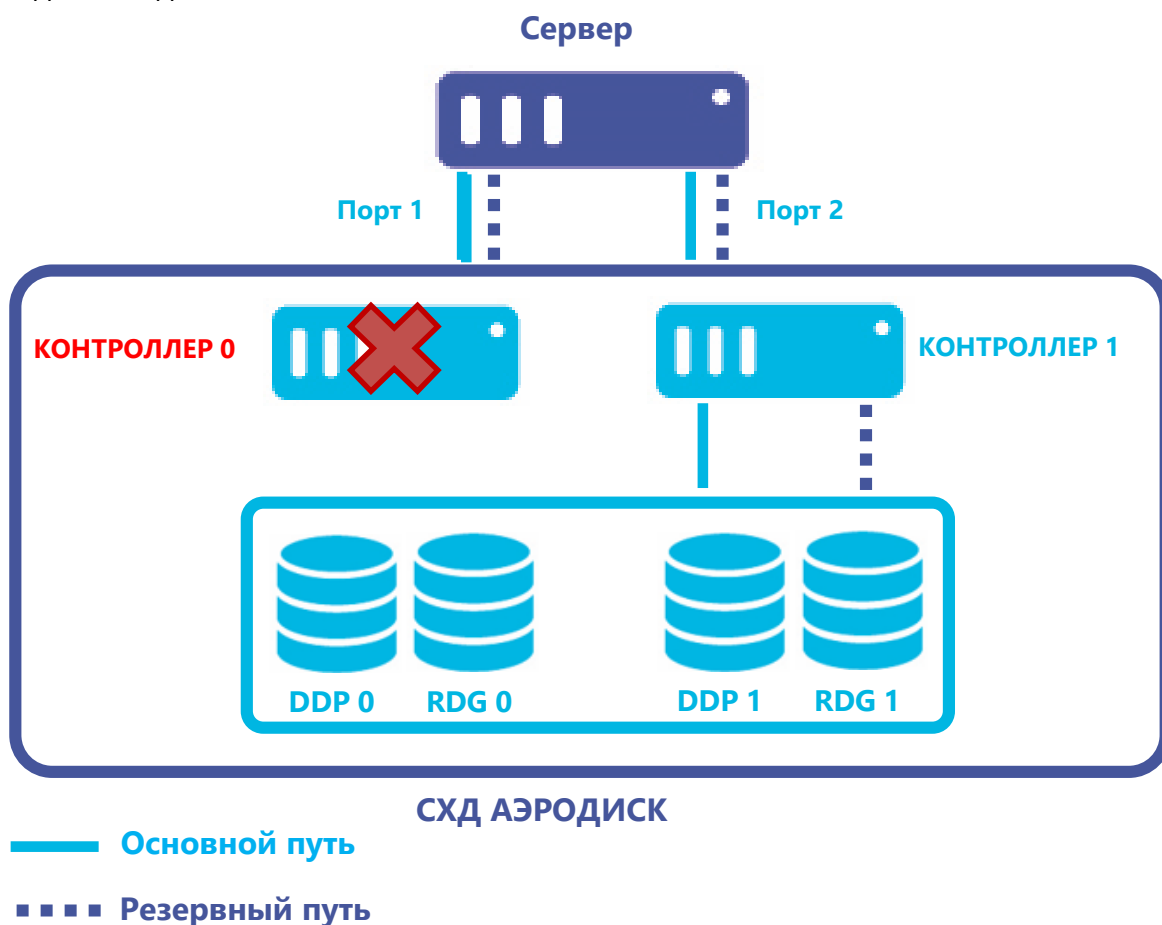 Сервер
Порт 1
Порт 2
КОНТРОЛЛЕР 0
КОНТРОЛЛЕР 1
DDP 0
RDG 0
DDP 1
RDG 1
СХД АЭРОДИСК
Основной путь
Резервный путь